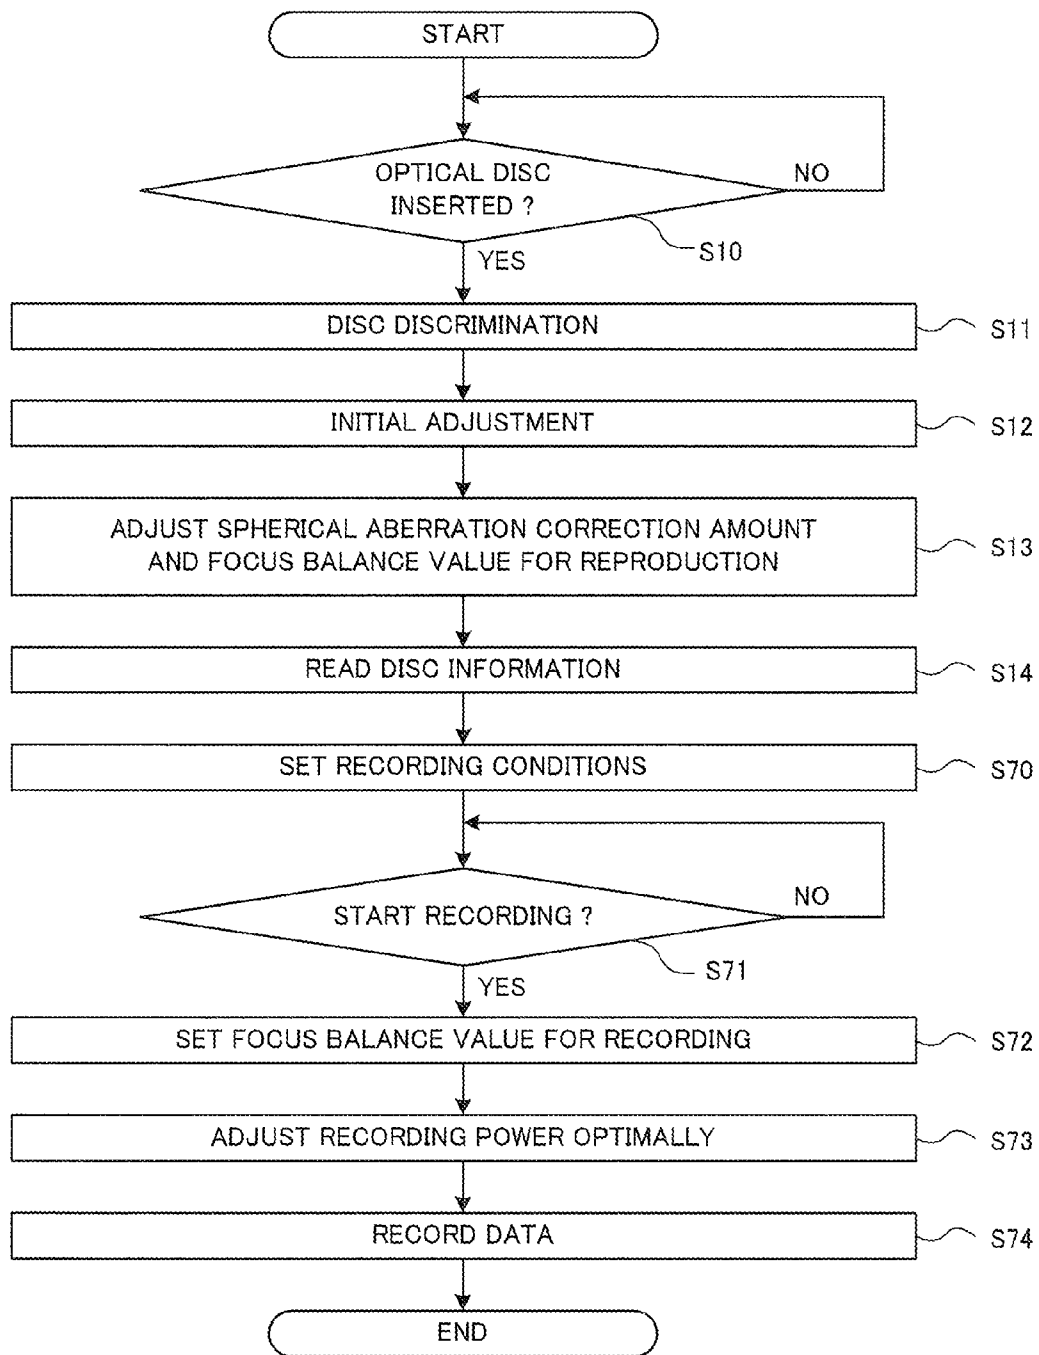 START
OPTICAL DISC
INSERTED ?
NO
S10
YES
DISC DISCRIMINATION
S11
INITIAL ADJUSTMENT
S12
ADJUST SPHERICAL ABERRATION CORRECTION AMOUNT
AND FOCUS BALANCE VALUE FOR REPRODUCTION
S13
READ DISC INFORMATION
S14
SET RECORDING CONDITIONS
S70
START RECORDING ?
NO
S71
YES
SET FOCUS BALANCE VALUE FOR RECORDING
S72
ADJUST RECORDING POWER OPTIMALLY
S73
RECORD DATA
S74
END